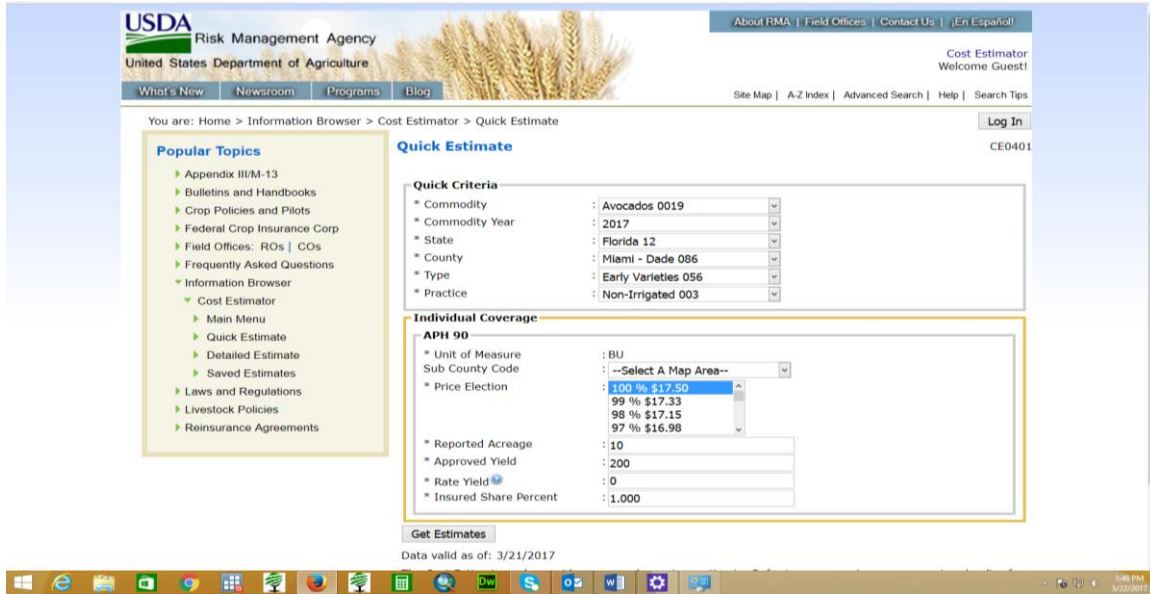 USDA
Risk Management Agency
United States Department of Agriculture
About RMA | Field Offices | Contact Us | ¡En Español!
Cost Estimator
Welcome Guest!
What's New Newsroom Programs Blog
Site Map | A-Z Index | Advanced Search | Help | Search Tips
You are: Home > Information Browser > Cost Estimator > Quick Estimate
Log In
Popular Topics
Appendix III/M-13
Bulletins and Handbooks
Crop Policies and Pilots
Federal Crop Insurance Corp
Field Offices: ROs | COs
Frequently Asked Questions
Information Browser
Cost Estimator
Main Menu
Quick Estimate
Detailed Estimate
Saved Estimates
Laws and Regulations
Livestock Policies
Reinsurance Agreements
Quick Estimate CE0401
Quick Criteria
* Commodity : Avocados 0019
* Commodity Year : 2017
* State : Florida 12
* County : Miami - Dade 086
* Type : Early Varieties 056
* Practice : Non-Irrigated 003
Individual Coverage
APH 90
* Unit of Measure : BU
Sub County Code : --Select A Map Area--
* Price Election : 100 % $17.50
99 % $17.33
98 % $17.15
97 % $16.98
* Reported Acreage : 10
* Approved Yield : 200
* Rate Yield : 0
* Insured Share Percent : 1.000
Get Estimates
Data valid as of: 3/21/2017
Dw
1:46 PM
3/22/2017